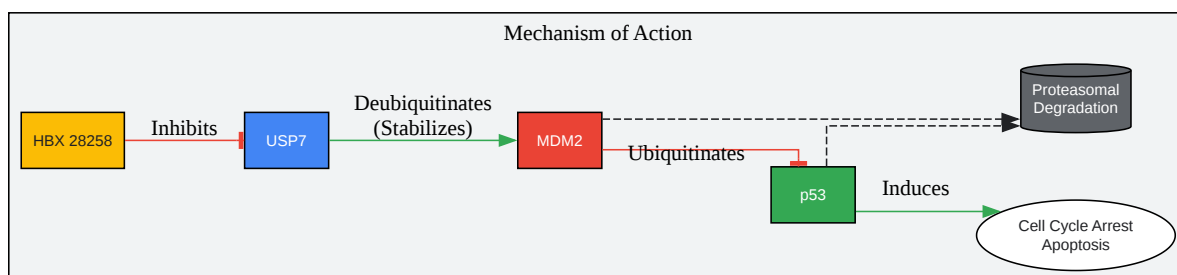 Mechanism of Action
HBX 28258
Inhibits
USP7
Deubiquitinates
(Stabilizes)
MDM2
Ubiquitinates
p53
Proteasomal
Degradation
Induces
Cell Cycle Arrest
Apoptosis